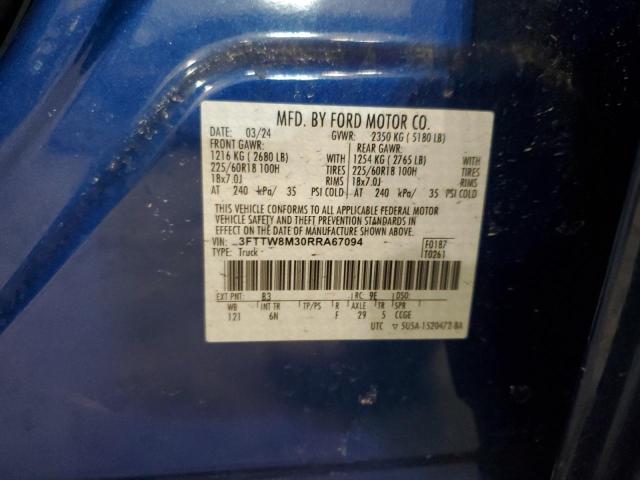 MFD. BY FORD MOTOR CO.
DATE: 03/24 GVWR: 2350 KG ( 5180 LB)
FRONT GAWR: REAR GAWR:
1216 KG ( 2680 LB) 1254 KG ( 2765 LB)
225/60R18 100H TIRES 225/60R18 100H TIRES
18x7.0J RIMS 18x7.0J RIMS
AT 240 kPa/ 35 PSI COLD AT 240 kPa/ 35 PSI COLD
THIS VEHICLE CONFORMS TO ALL APPLICABLE FEDERAL MOTOR
VEHICLE SAFETY AND THEFT PREVENTION STANDARDS IN
EFFECT ON THE DATE OF MANUFACTURE SHOWN ABOVE.
VIN: 3FTTW8M30RRA67094 F0187
TYPE: Truck T0261
EXT PNT: B3 RC: 9E DSO:
WB INT TR TP/PS R AXLE TR SPR
121 6N F 29 5 CCGE
UTC ▽ 5U5A-1520472-BA